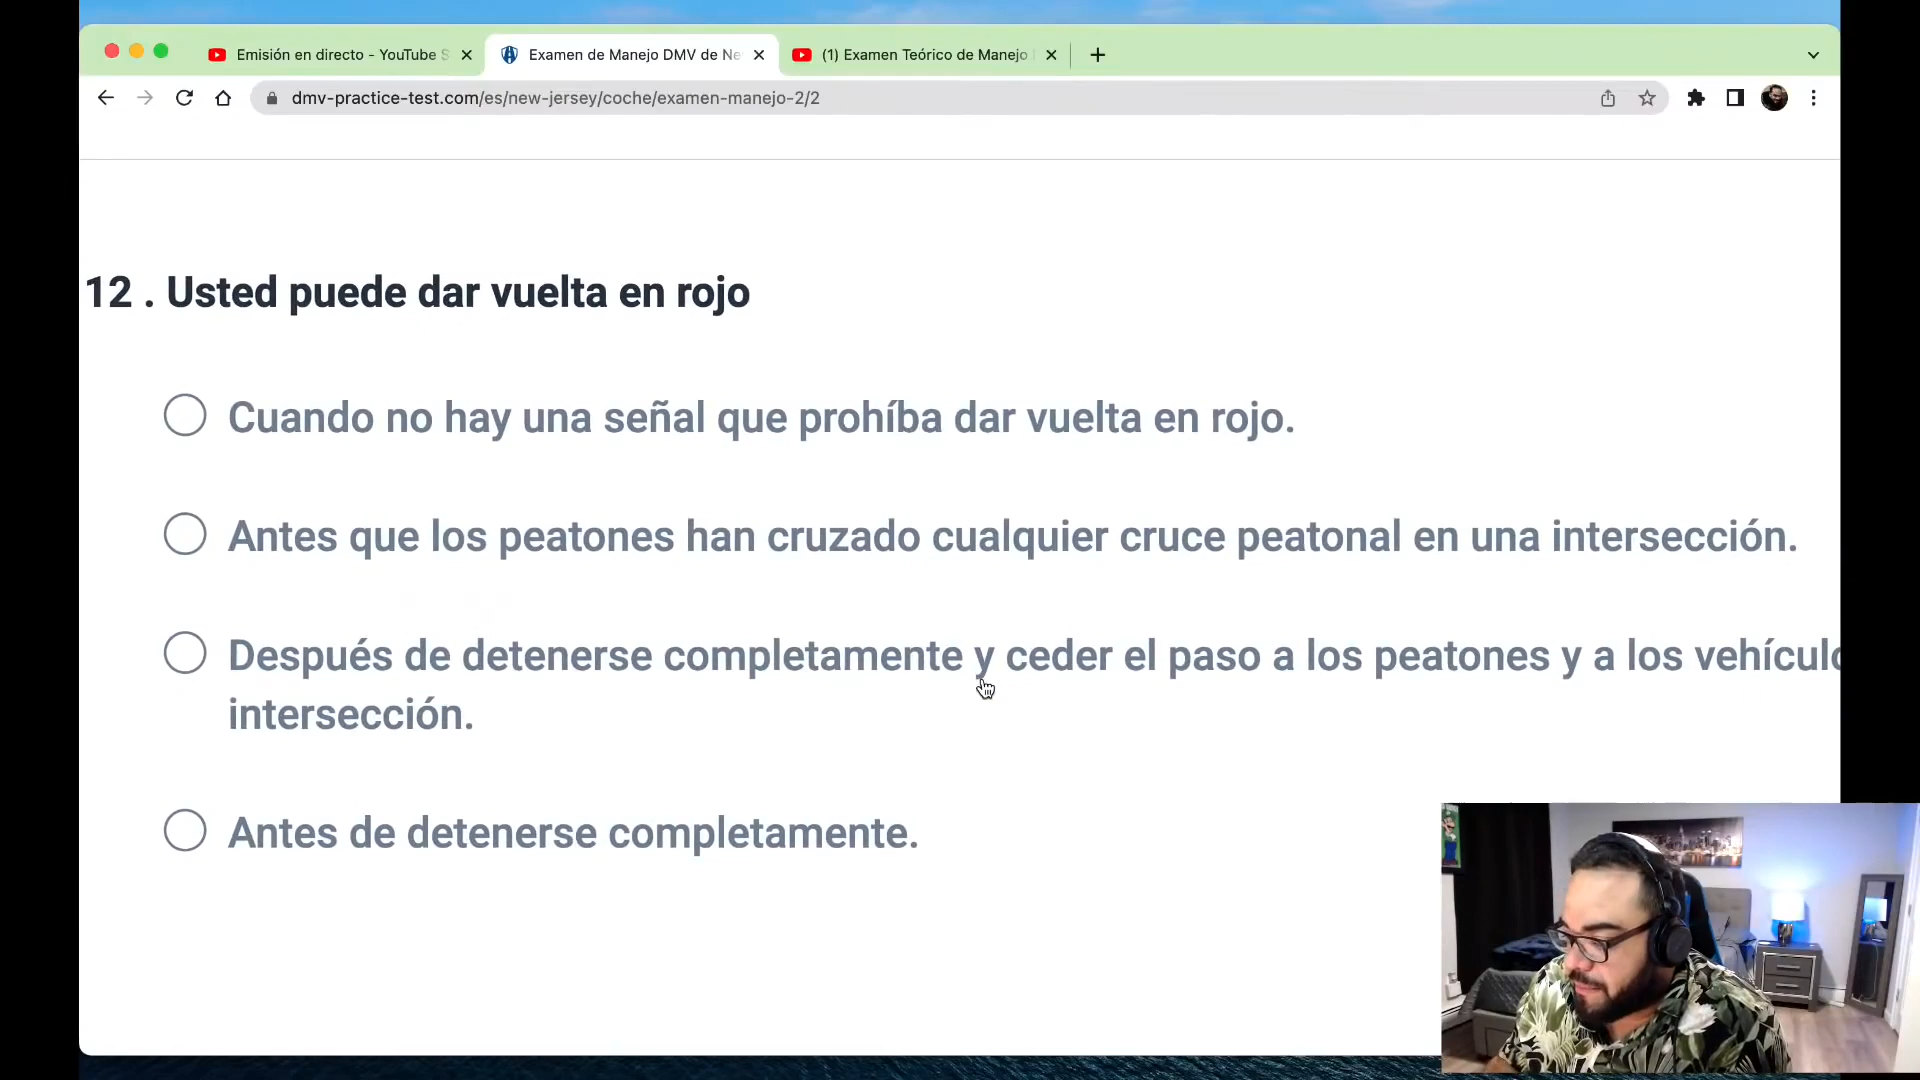 Emisión en directo - YouTube S
Examen de Manejo DMV de Ne
(1) Examen Teórico de Manejo
dmv-practice-test.com/es/new-jersey/coche/examen-manejo-2/2
12 . Usted puede dar vuelta en rojo
Cuando no hay una señal que prohíba dar vuelta en rojo.
Antes que los peatones han cruzado cualquier cruce peatonal en una intersección.
Después de detenerse completamente y ceder el paso a los peatones y a los vehículo
intersección.
Antes de detenerse completamente.